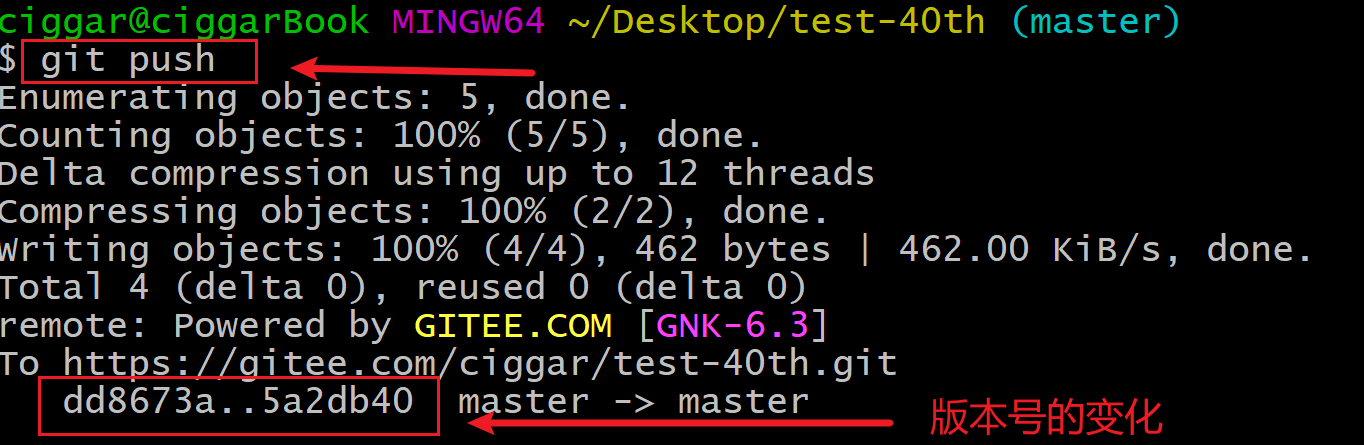 ciggar@ciggarBook MINGW64 ~/Desktop/test-40th (master)
$ git push
Enumerating objects: 5, done.
Counting objects: 100% (5/5), done.
Delta compression using up to 12 threads
Compressing objects: 100% (2/2), done.
Writing objects: 100% (4/4), 462 bytes | 462.00 KiB/s, done.
Total 4 (delta 0), reused 0 (delta 0)
remote: Powered by GITEE.COM [GNK-6.3]
To https://gitee.com/ciggar/test-40th.git
dd8673a..5a2db40 master -> master 版本号的变化